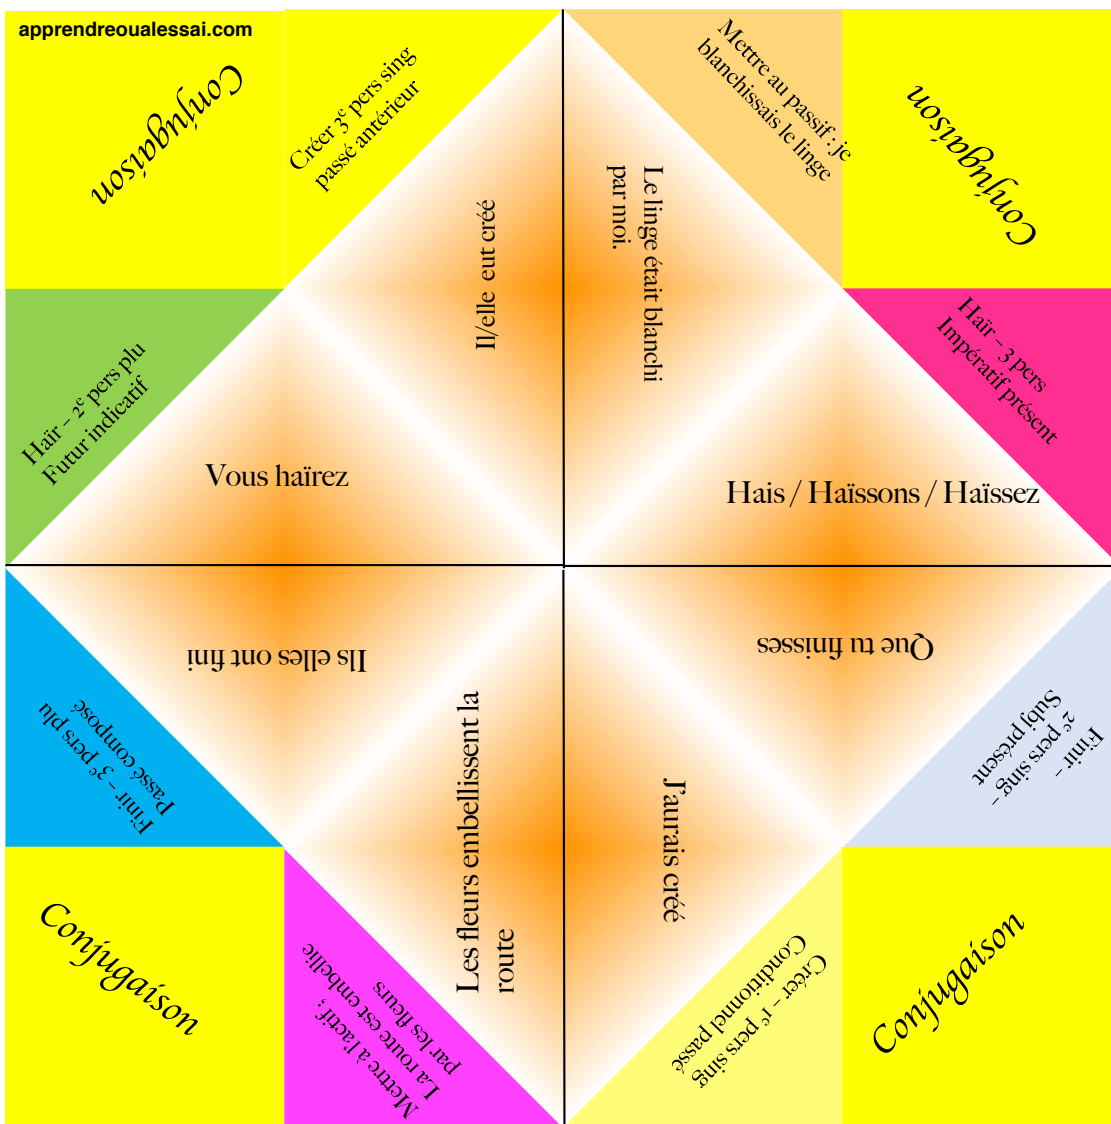 apprendreoualessai.com
Conjugaison
Créer 3e pers sing
passé antérieur
Mettre au passif : je
blanchissais le linge
Conjugaison
Il/elle  eut créé
Le linge était blanchi
par moi.
Haïr – 2e pers plu
Futur indicatif
Haïr – 3 pers
Impératif présent
Vous haïrez
Hais / Haïssons / Haïssez
Ils elles ont fini
Que tu finisses
Finir – 3e pers plu
Passé composé
Finir –
2e pers sing –
Subj présent
Les fleurs embellissent la
route
J'aurais créé
Conjugaison
Mettre à l'actif ;
La route est embellie
par les fleurs
Créer – 1e pers sing
Conditionnel passé
Conjugaison